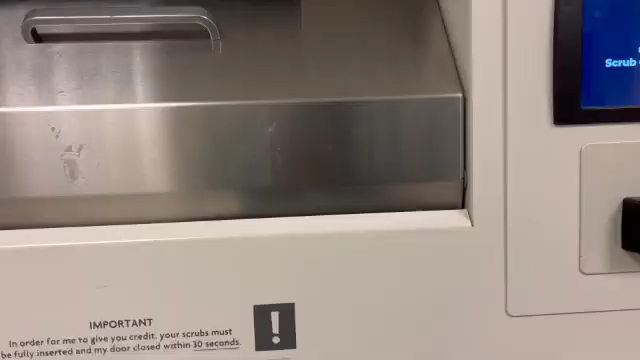 Scrub
IMPORTANT
In order for me to give you credit, your scrubs must
be fully inserted and my door closed within 30 seconds.
!